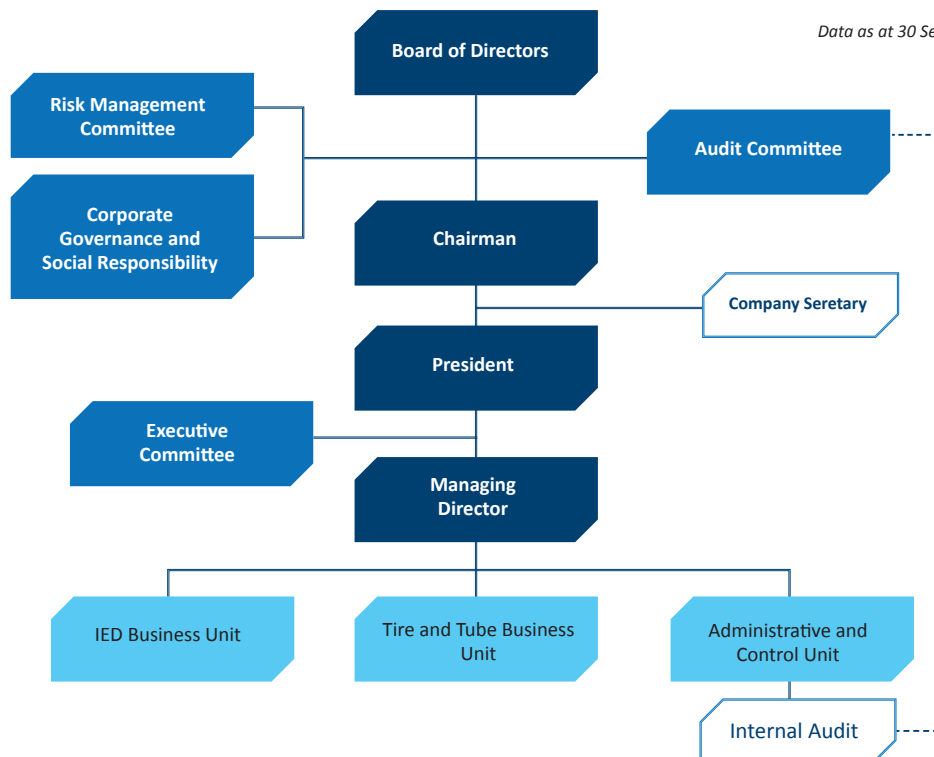 Board of Directors
Data as at 30 Se
Risk Management
Committee
Audit Committee
Corporate
Governance and
Social Responsibility
Chairman
Company Seretary
President
Executive
Committee
Managing
Director
IED Business Unit
Tire and Tube Business
Unit
Administrative and
Control Unit
Internal Audit